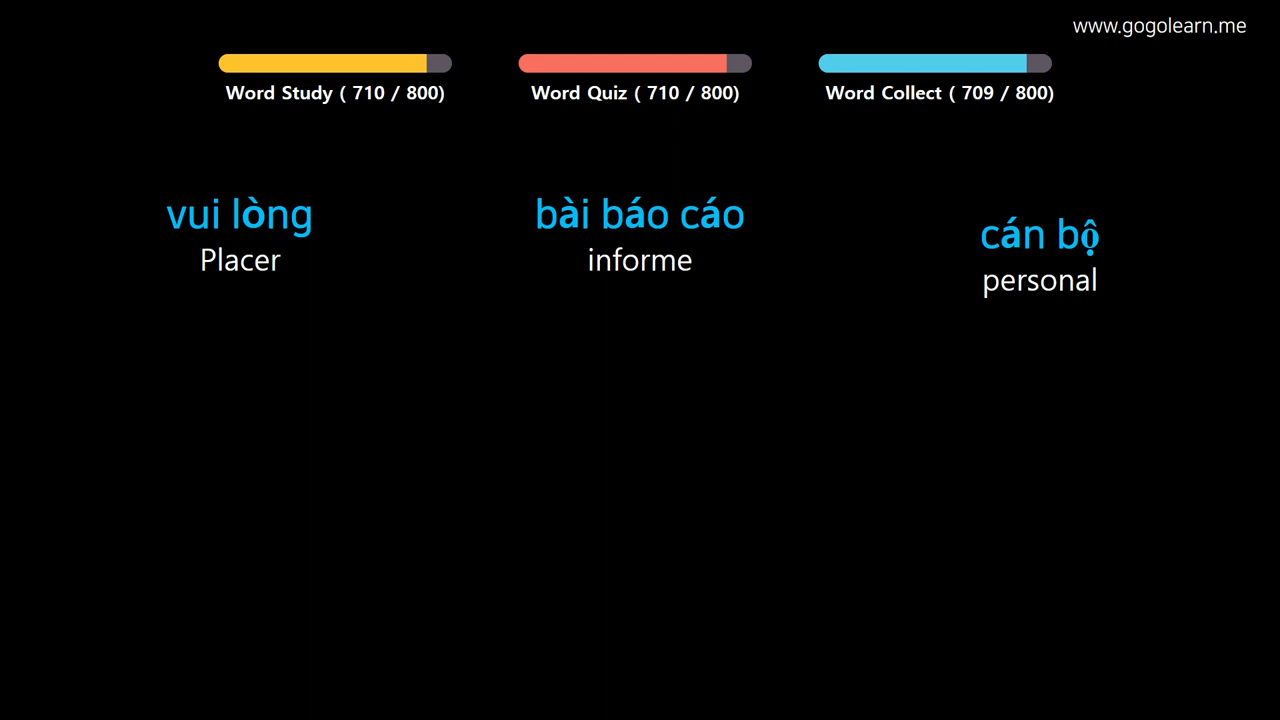 www.gogolearn.me
Word Study ( 710 / 800)
Word Quiz ( 710 / 800)
Word Collect ( 709 / 800)
vui lòng
Placer
bài báo cáo
informe
cán bộ
personal